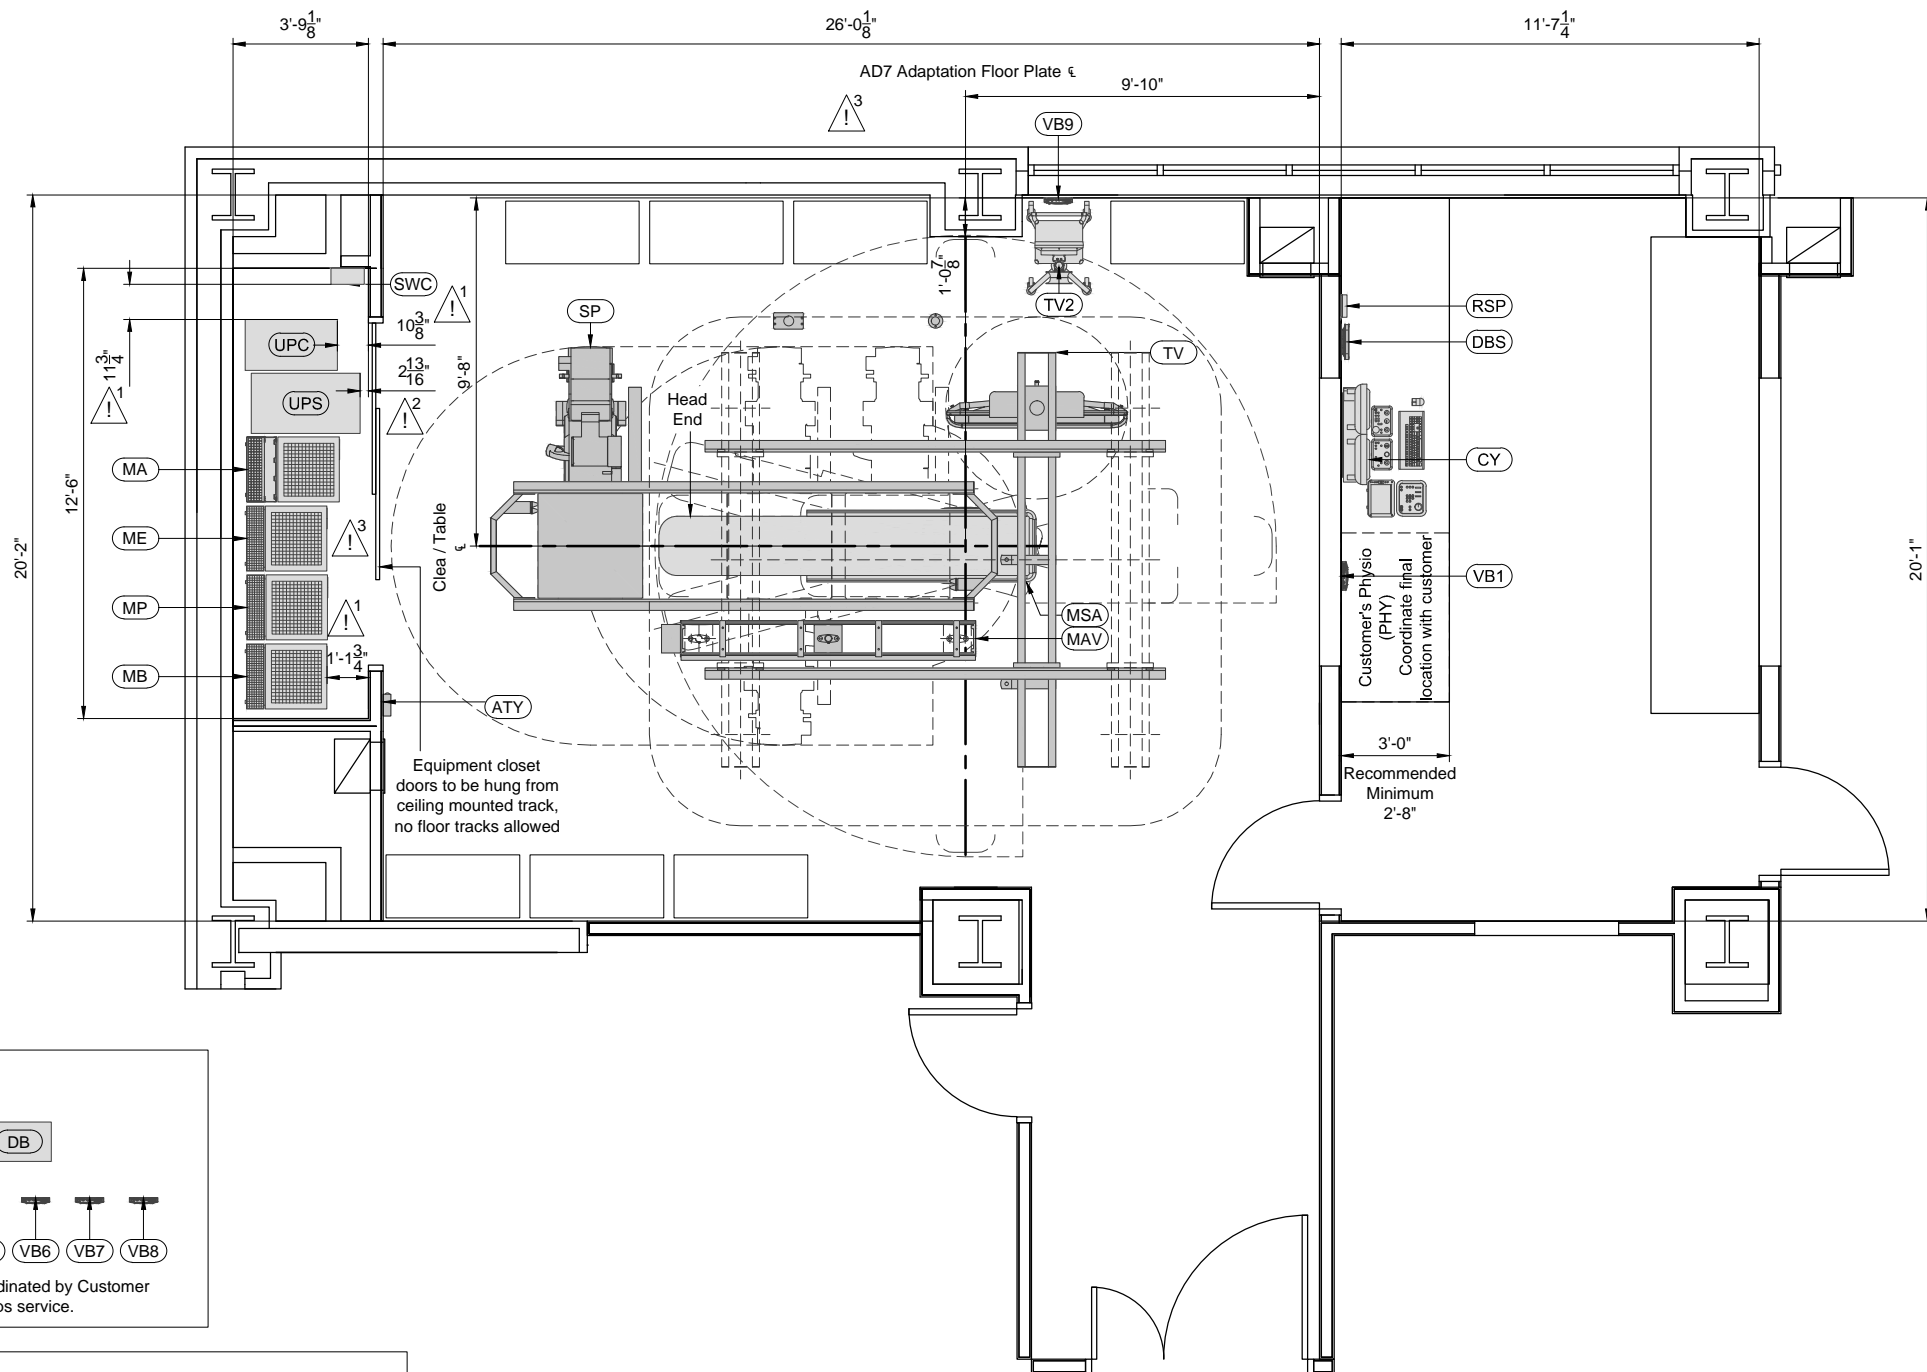 3'-9 1/8"
26'-0 1/8"
11'-7 1/4"
AD7 Adaptation Floor Plate ℄
9'-10"
! 3
VB9
SWC
! 1
10 3/8"
UPC
11 3/4"
! 1
2 13/16"
! 2
UPS
9'-8"
SP
1'-0 7/8"
TV2
TV
RSP
DBS
Head
End
MA
CY
12'-6"
20'-2"
20'-1"
ME
! 3
Clea / Table
℄
MP
! 1
VB1
Customer's Physio
(PHY)
Coordinate final
location with customer
MSA
MAV
MB
1'-1 3/4"
ATY
3'-0"
Recommended
Minimum
2'-8"
Equipment closet
doors to be hung from
ceiling mounted track,
no floor tracks allowed
DB
VB6
VB7
VB8
dinated by Customer
os service.